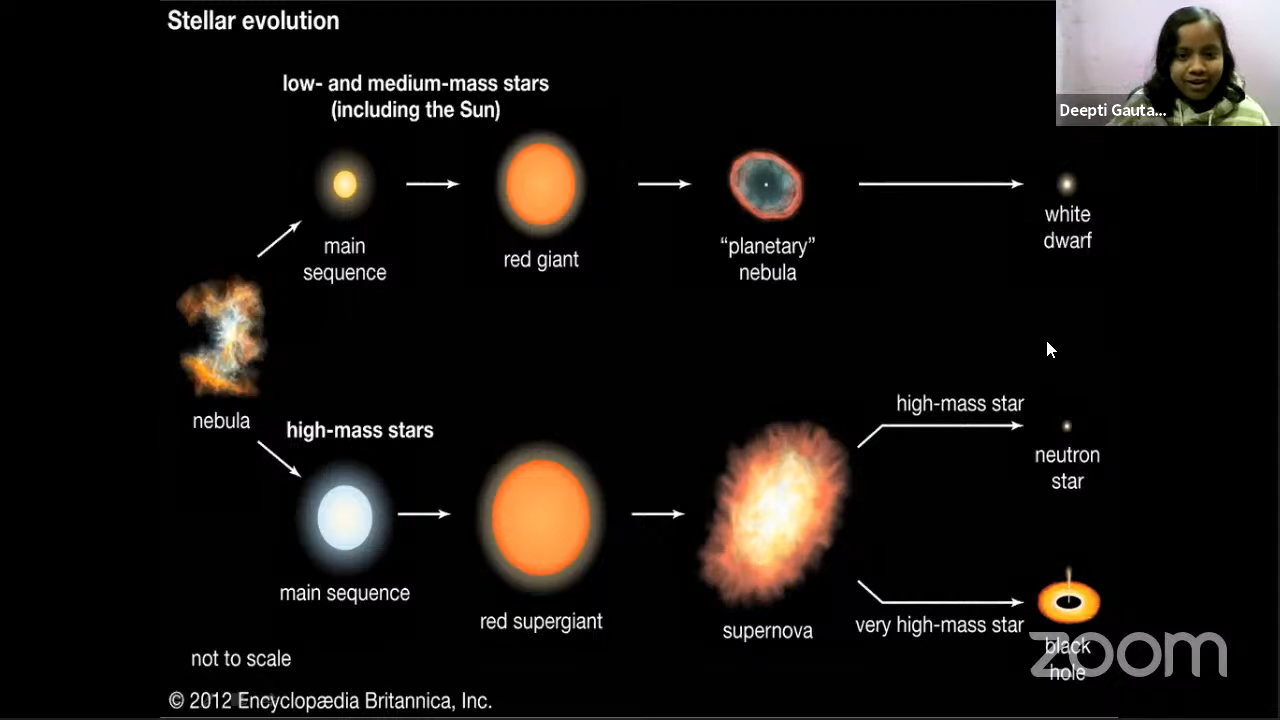 Stellar evolution
Deepti Gauta...
low- and medium-mass stars
(including the Sun)
main
sequence
red giant
"planetary"
nebula
white
dwarf
nebula
high-mass stars
main sequence
red supergiant
supernova
high-mass star
neutron
star
very high-mass star
black
hole
zoom
not to scale
© 2012 Encyclopædia Britannica, Inc.